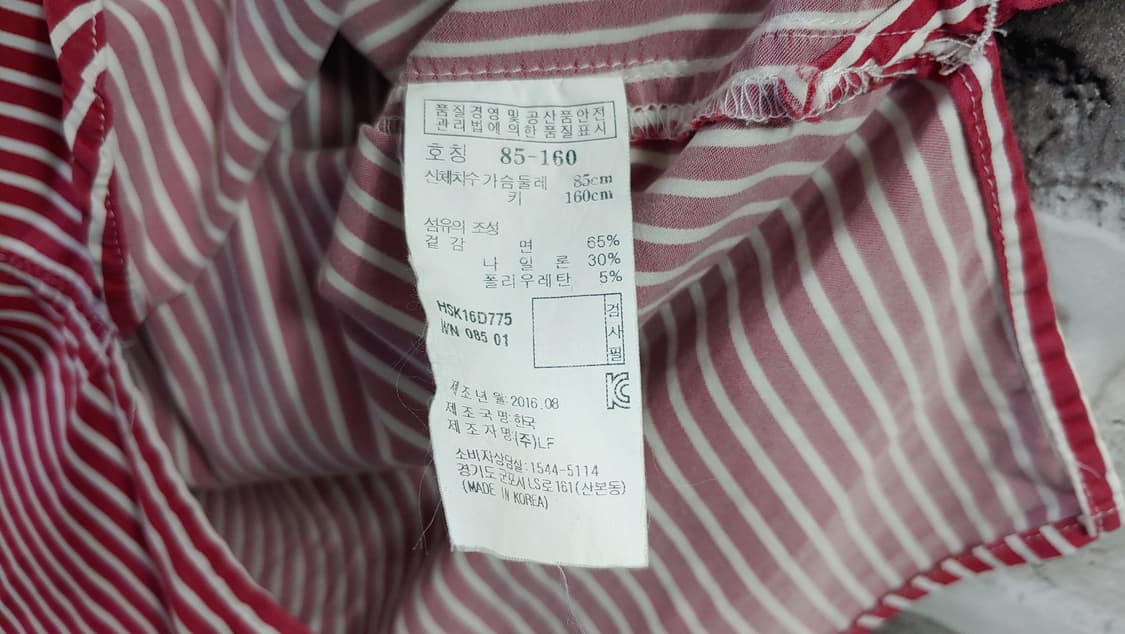 품질경영 및 공산품안전
관리법에 의한 품질표시
호칭 85-160
신체치수 가슴둘레 85cm
키 160cm
섬유의 조성
겉감 면 65%
나일론 30%
폴리우레탄 5%
HSK16D775
WN 085 01
검사필
제조년월:2016.08
제조국명:한국
제조자명:(주)LF
소비자상담실:1544-5114
경기도 군포시 LS로 161(산본동)
(MADE IN KOREA)